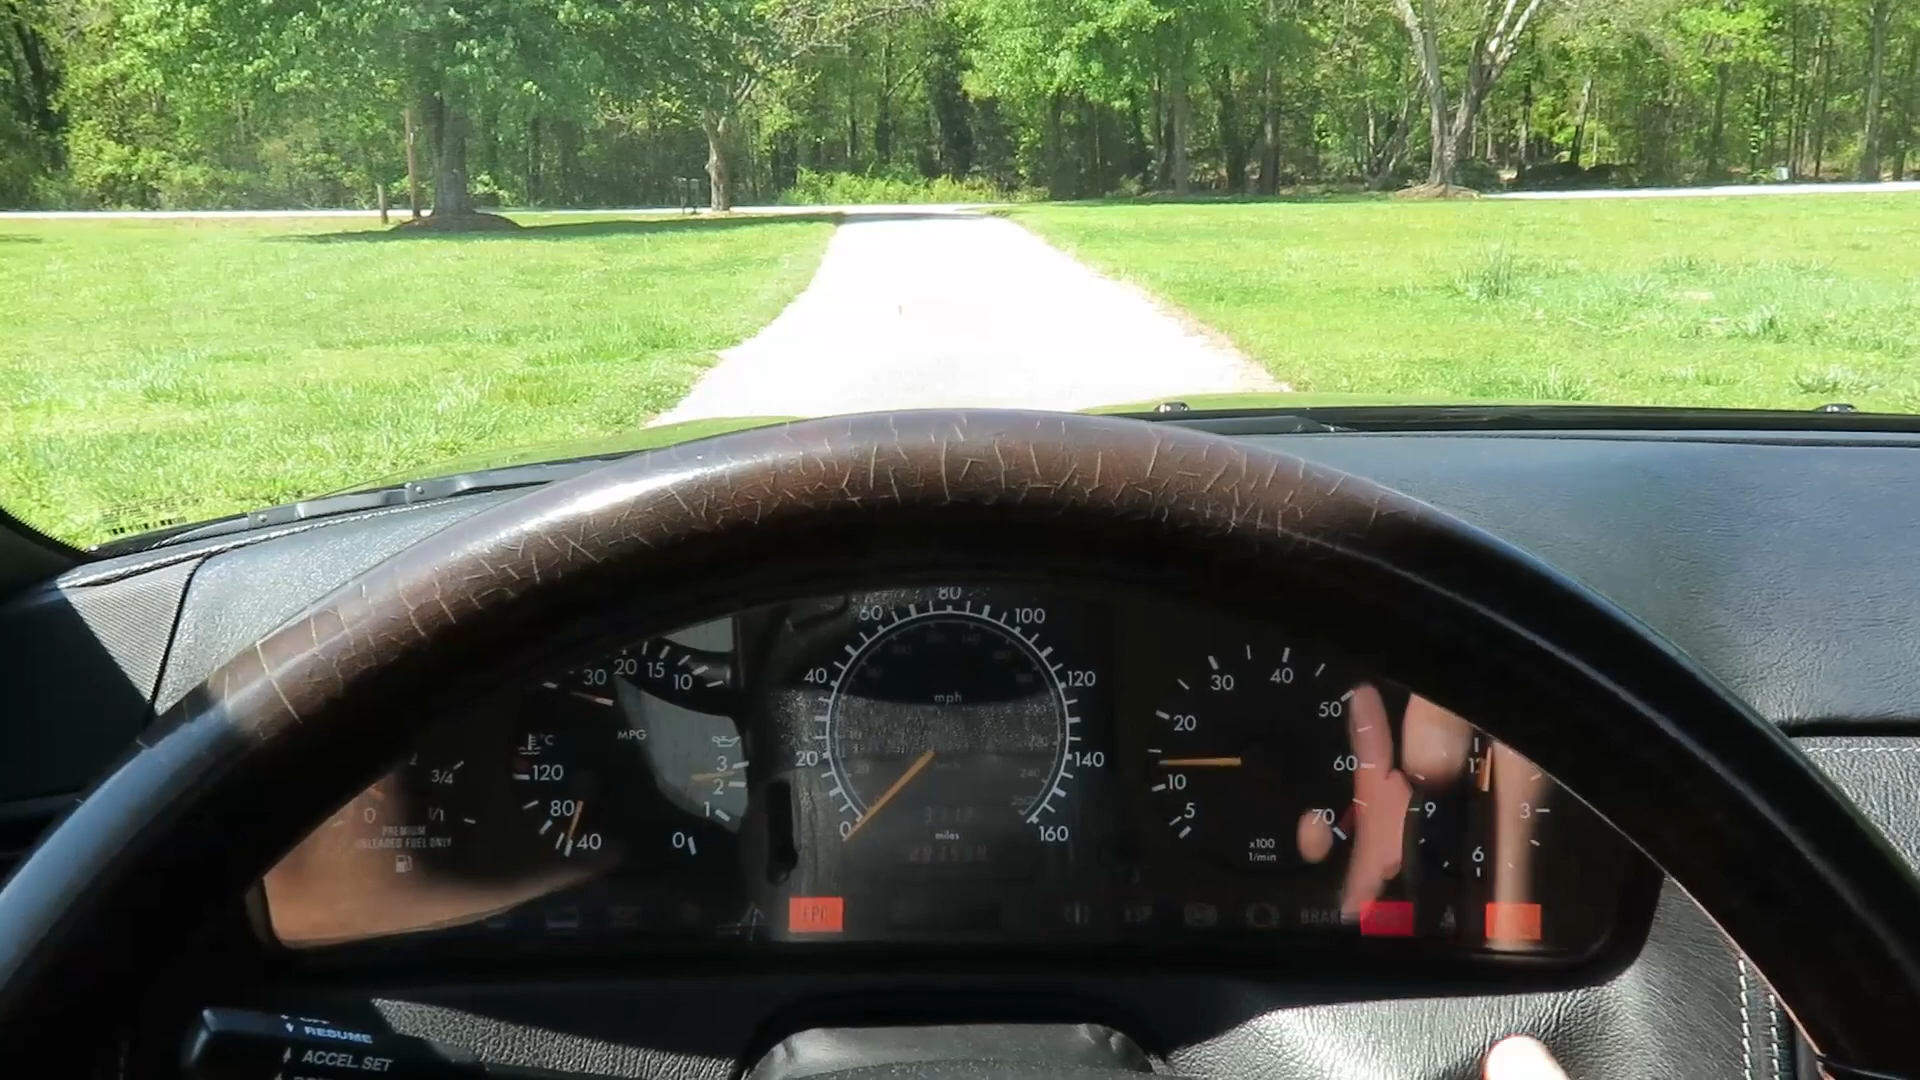 80
60
100
40
120
mph
20
140
0
160
miles
30
20
15
10
MPG
°C
120
80
40
3
2
1
0
3/4
0
1/1
PREMIUM
UNLEADED FUEL ONLY
30
40
20
50
10
60
5
70
x100
1/min
12
9
3
6
EPC
ESP
BRAKE
RESUME
ACCEL SET